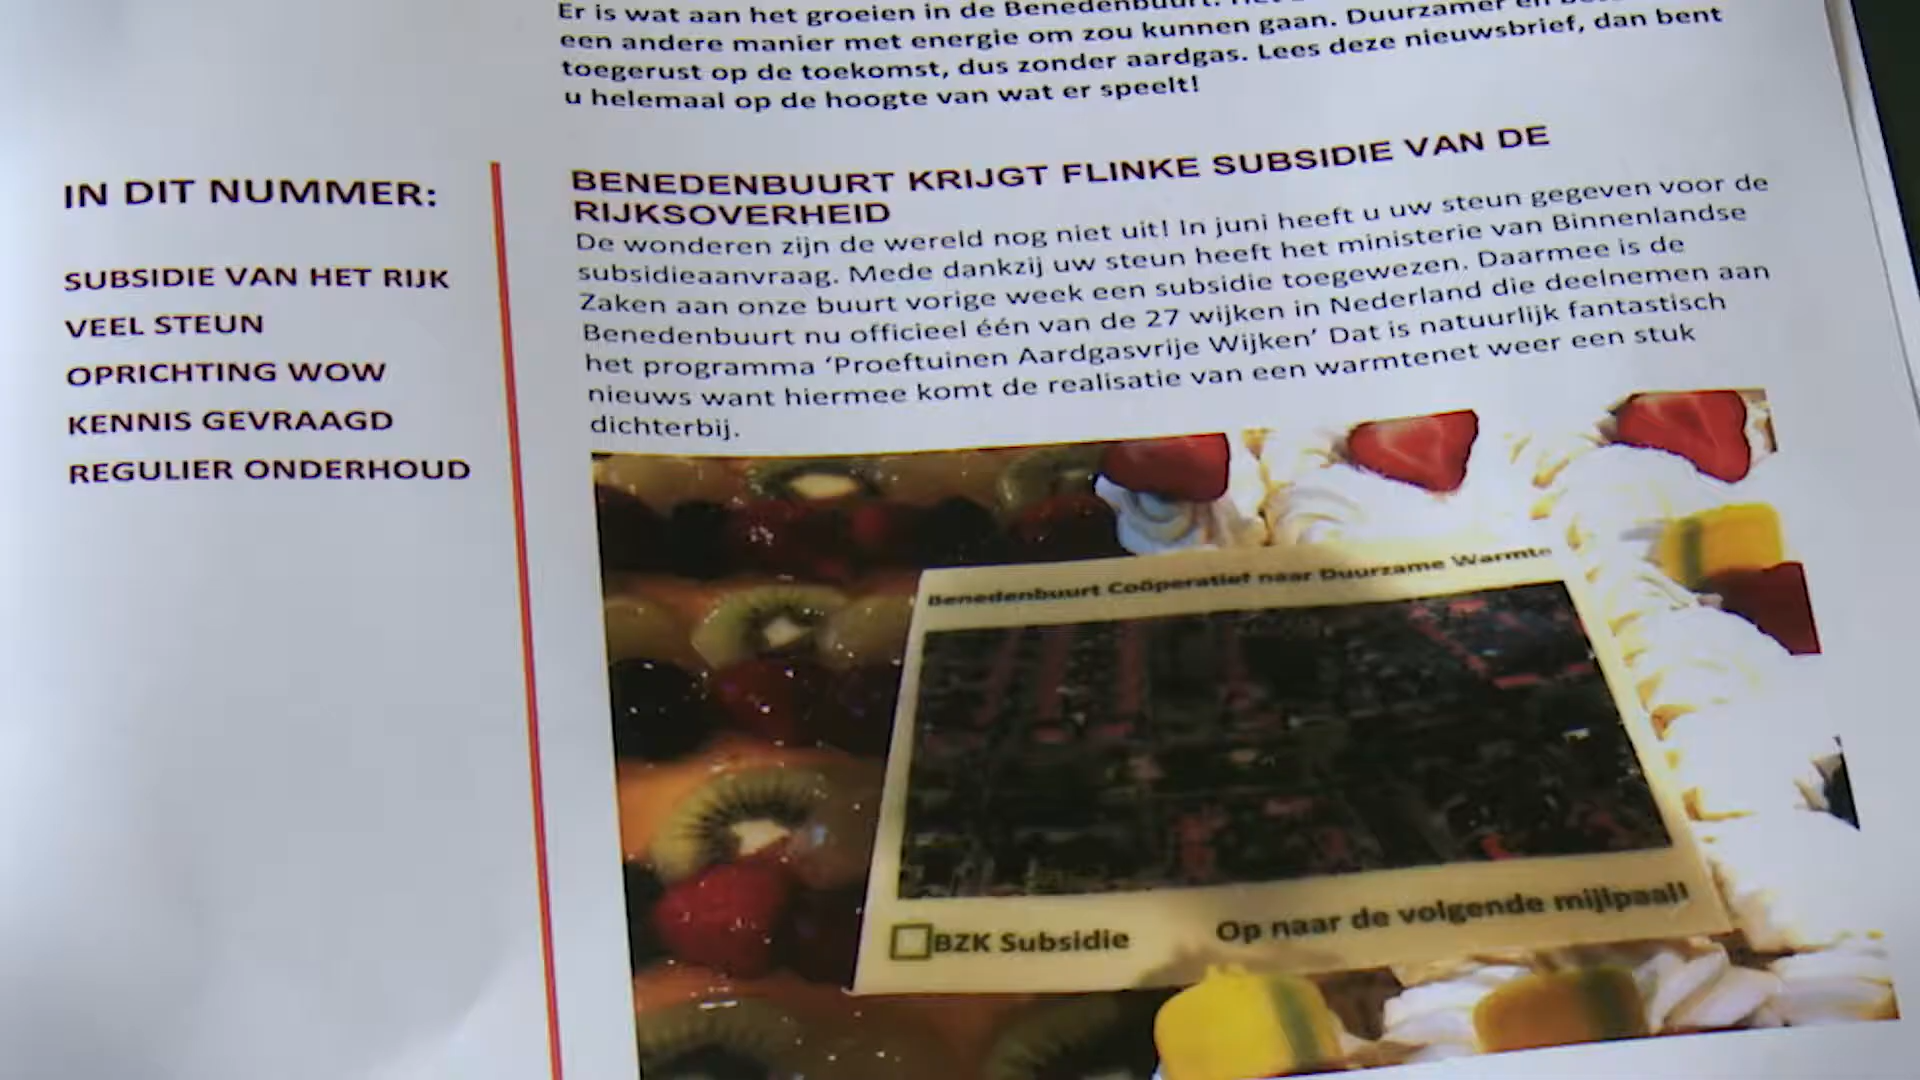 Er is wat aan het groeien in de Benedenbuurt.
een andere manier met energie om zou kunnen gaan. Duurzamer en
toegerust op de toekomst, dus zonder aardgas. Lees deze nieuwsbrief, dan bent
u helemaal op de hoogte van wat er speelt!
IN DIT NUMMER:
SUBSIDIE VAN HET RIJK
VEEL STEUN
OPRICHTING WOW
KENNIS GEVRAAGD
REGULIER ONDERHOUD
BENEDENBUURT KRIJGT FLINKE SUBSIDIE VAN DE
RIJKSOVERHEID
De wonderen zijn de wereld nog niet uit! In juni heeft u uw steun gegeven voor de
subsidieaanvraag. Mede dankzij uw steun heeft het ministerie van Binnenlandse
Zaken aan onze buurt vorige week een subsidie toegewezen. Daarmee is de
Benedenbuurt nu officieel één van de 27 wijken in Nederland die deelnemen aan
het programma ‘Proeftuinen Aardgasvrije Wijken’ Dat is natuurlijk fantastisch
nieuws want hiermee komt de realisatie van een warmtenet weer een stuk
dichterbij.
Benedenbuurt Coöperatief naar Duurzame Warmte
BZK Subsidie
Op naar de volgende mijlpaal!